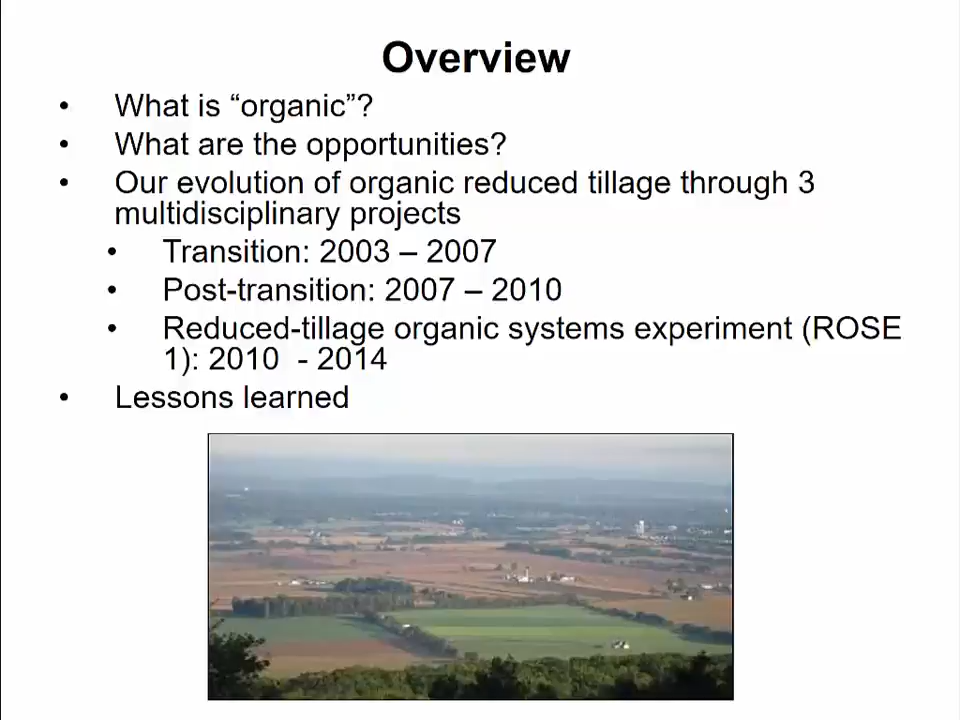 Overview
• What is “organic”?
• What are the opportunities?
• Our evolution of organic reduced tillage through 3
multidisciplinary projects
• Transition: 2003 – 2007
• Post-transition: 2007 – 2010
• Reduced-tillage organic systems experiment (ROSE
1): 2010  - 2014
• Lessons learned